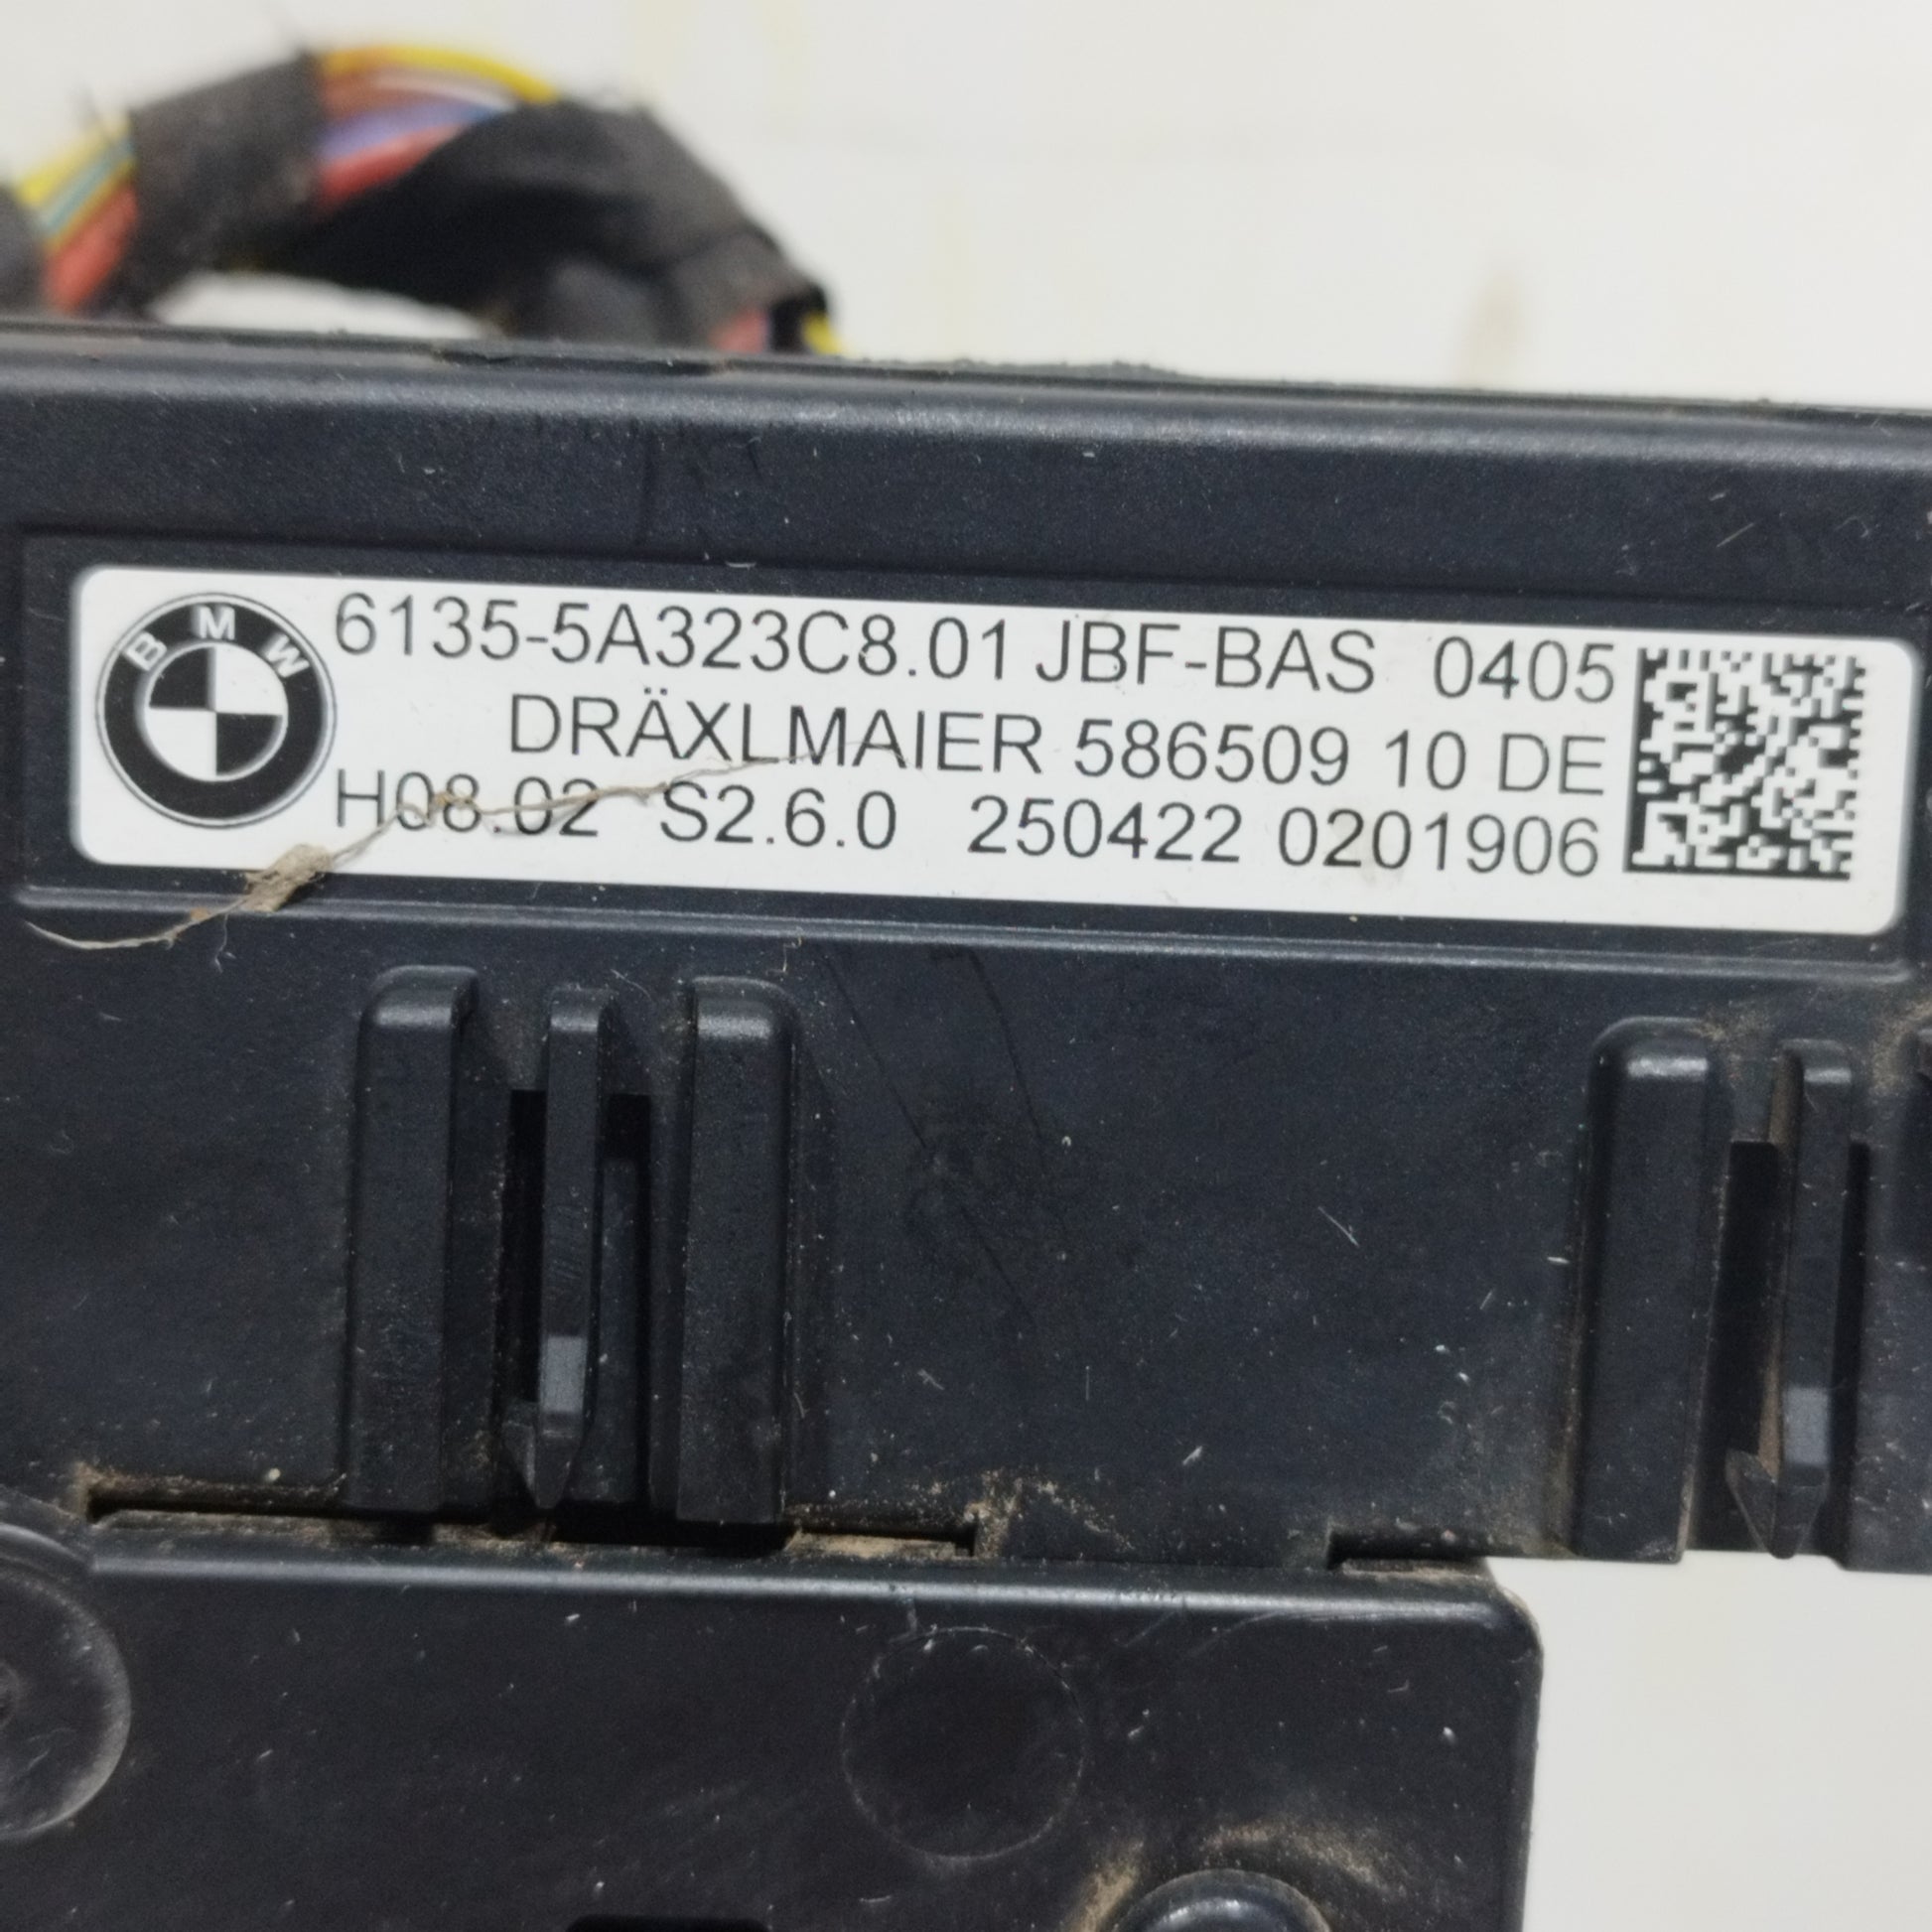 BMW
6135-5A323C8.01 JBF-BAS 0405
DRÄXLMAIER 586509 10 DE
H08.02 S2.6.0 250422 0201906